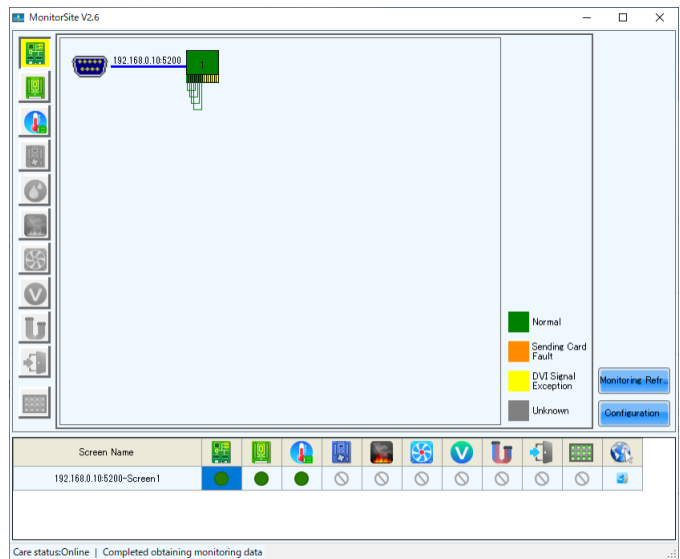 MonitorSite V2.6
192.168.0.10:5200
1
Normal
Sending Card
Fault
DVI Signal
Exception
Unknown
Monitoring Refr...
Configuration
Screen Name
192.168.0.10:5200-Screen1
Care status:Online | Completed obtaining monitoring data